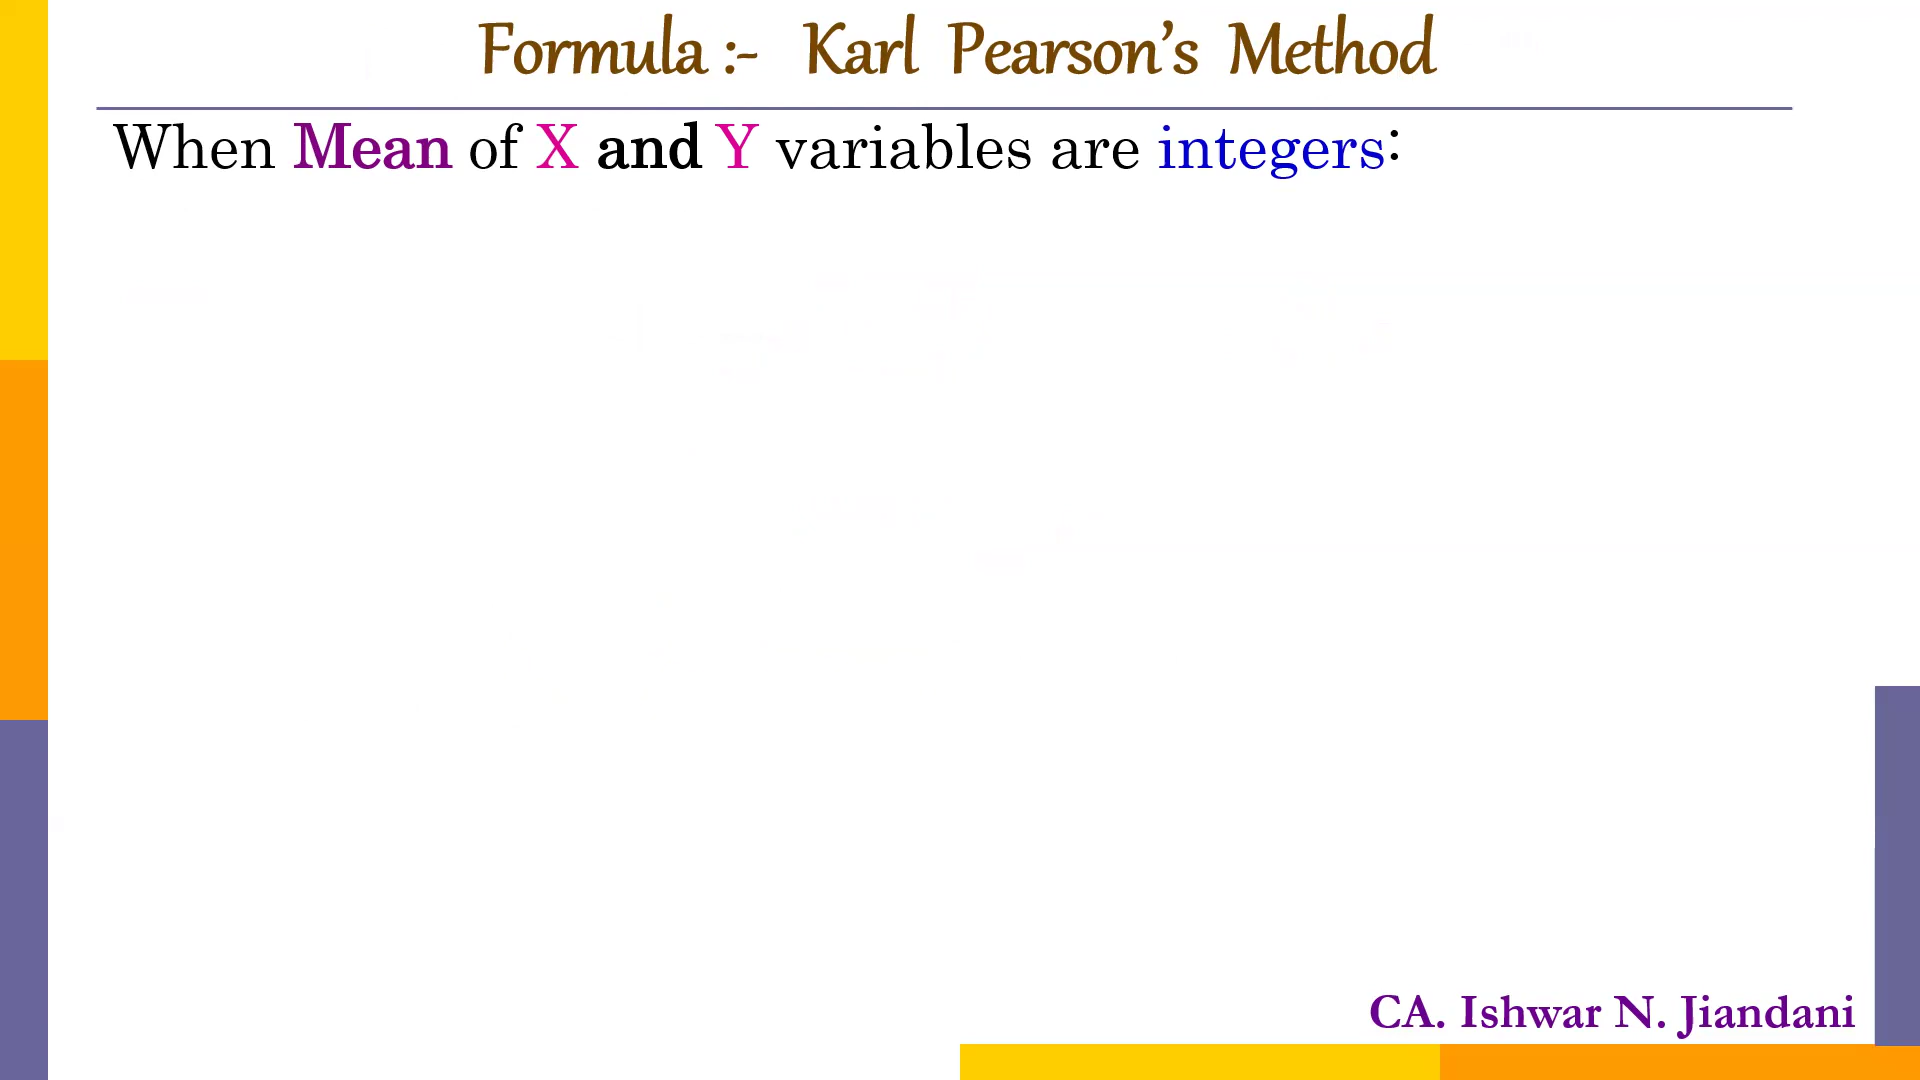 Formula :- Karl Pearson’s Method
When Mean of X and Y variables are integers:
CA. Ishwar N. Jiandani